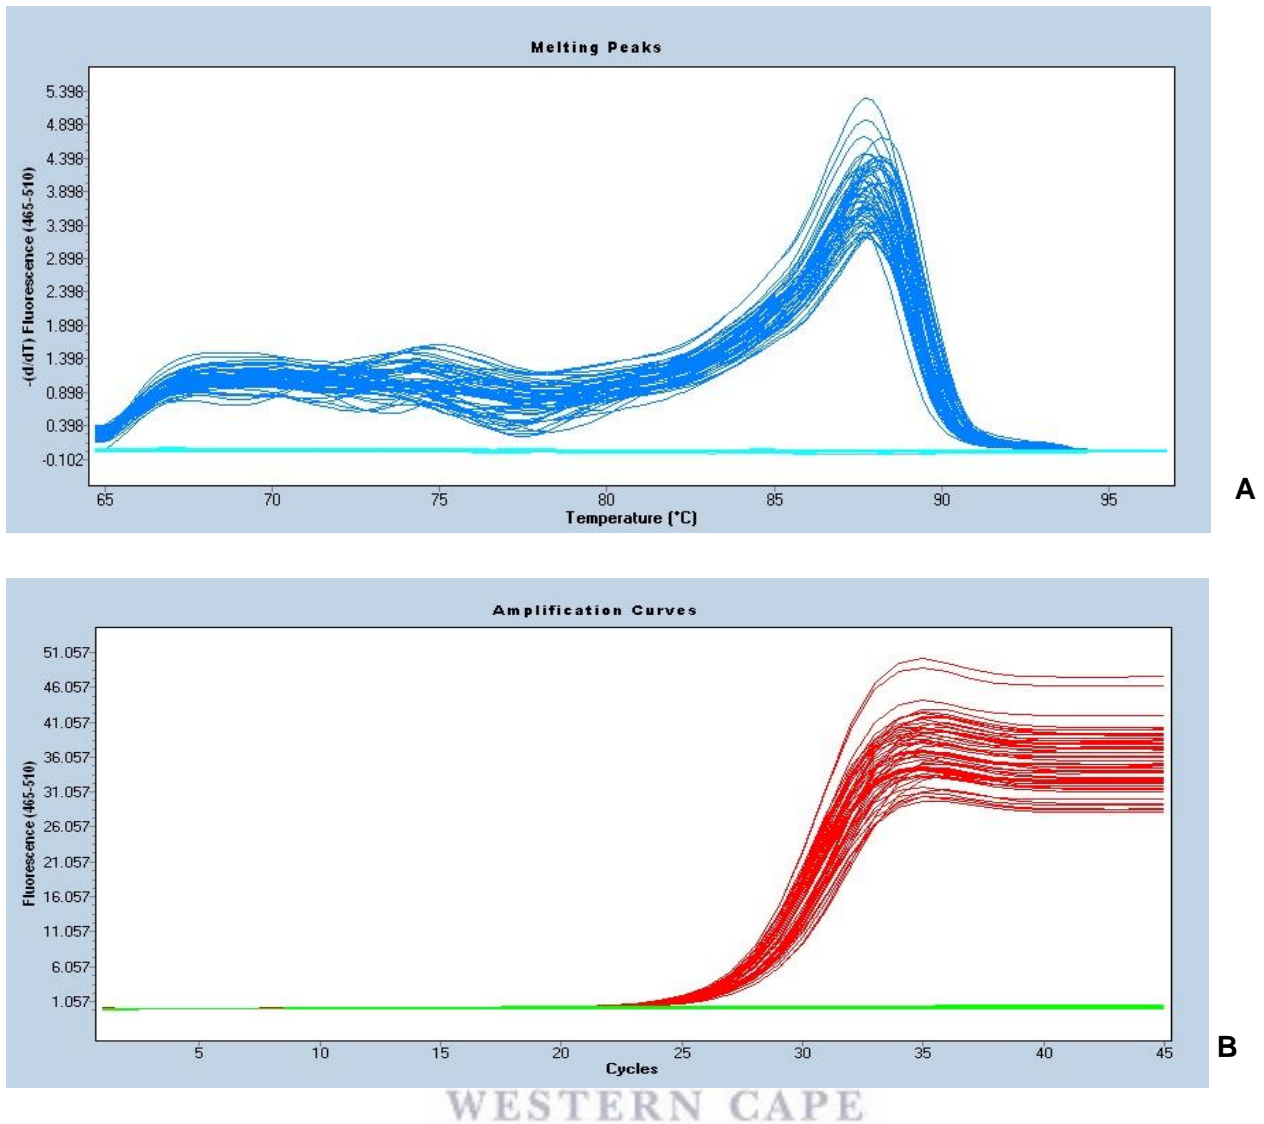 Melting Peaks
-(d/dT) Fluorescence (465-510)
5.398
4.898
4.398
3.898
3.398
2.898
2.398
1.898
1.398
0.898
0.398
-0.102
65 70 75 80 85 90 95
Temperature (°C)
A
Amplification Curves
Fluorescence (465-510)
51.057
46.057
41.057
36.057
31.057
26.057
21.057
16.057
11.057
6.057
1.057
5 10 15 20 25 30 35 40 45
Cycles
B
WESTERN CAPE